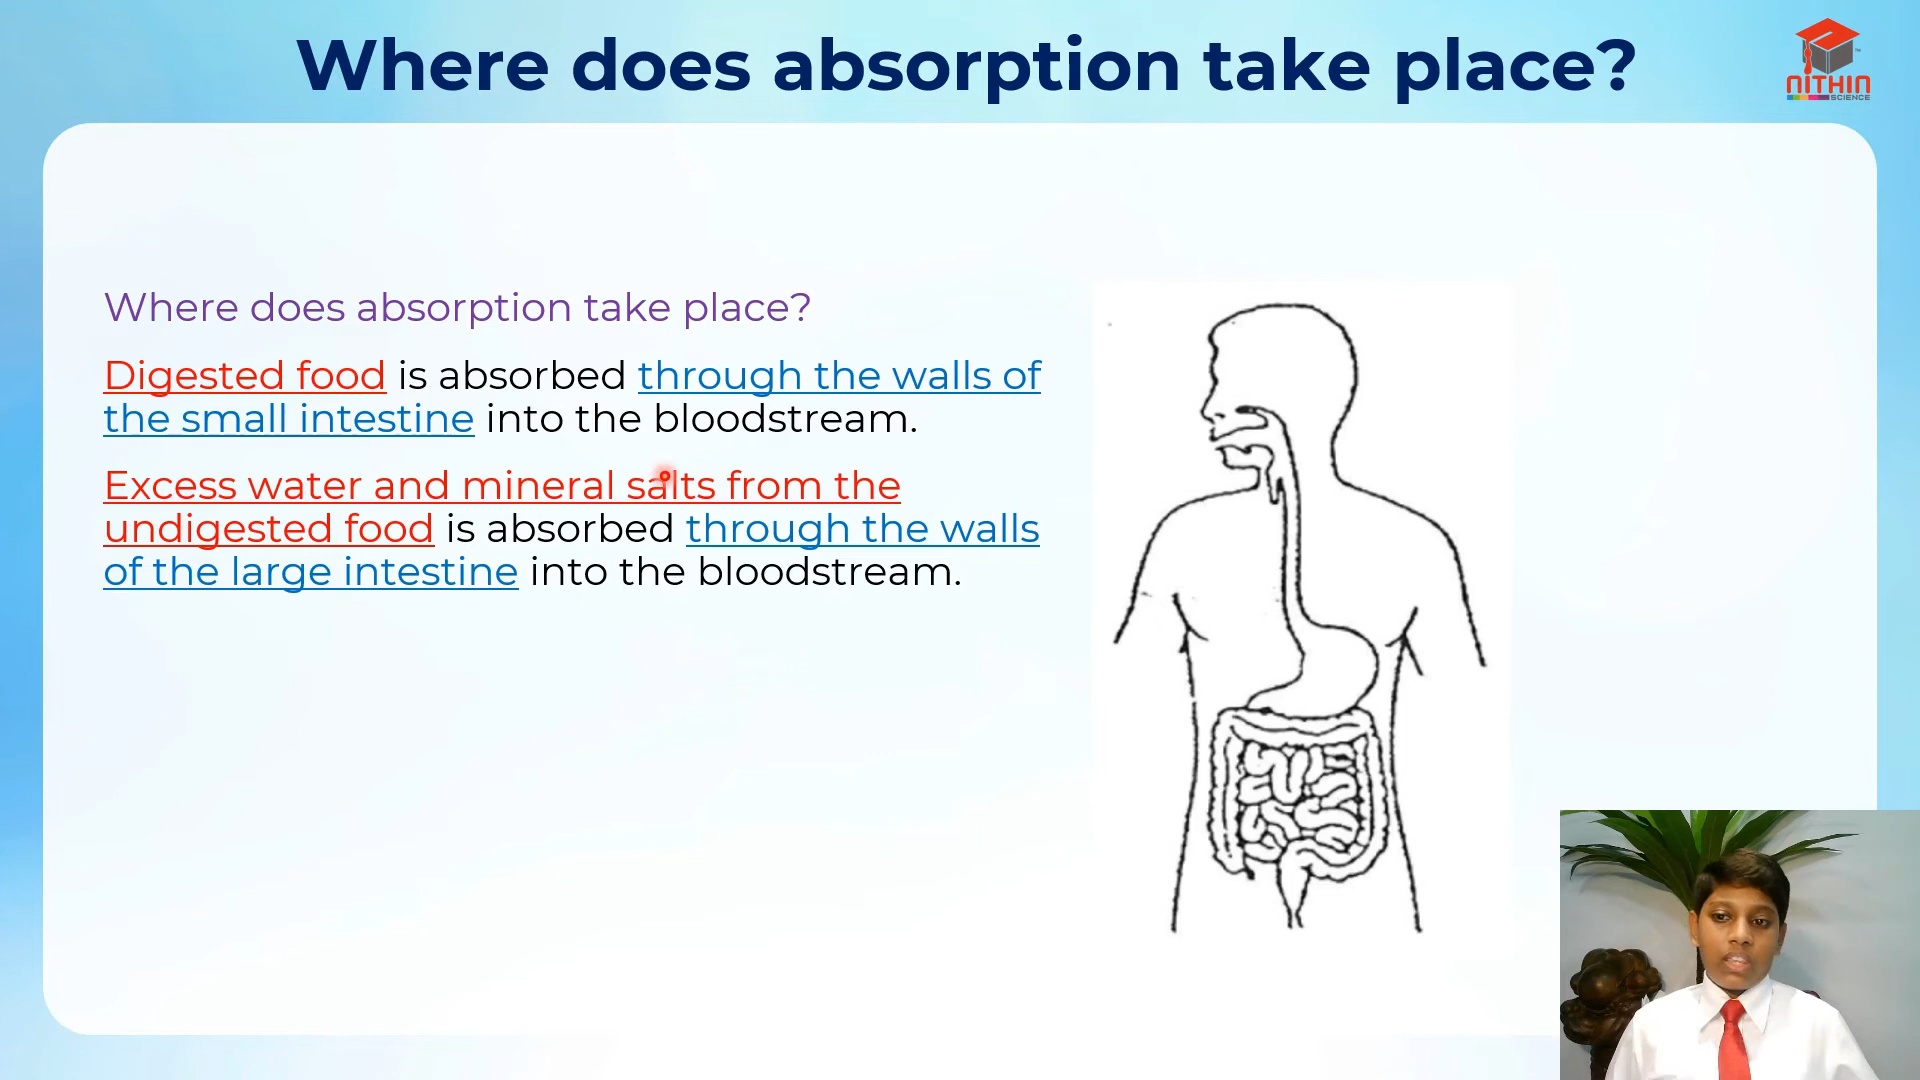 Where does absorption take place?
NITHIN
SCIENCE
Where does absorption take place?
Digested food is absorbed through the walls of
the small intestine into the bloodstream.
Excess water and mineral salts from the
undigested food is absorbed through the walls
of the large intestine into the bloodstream.